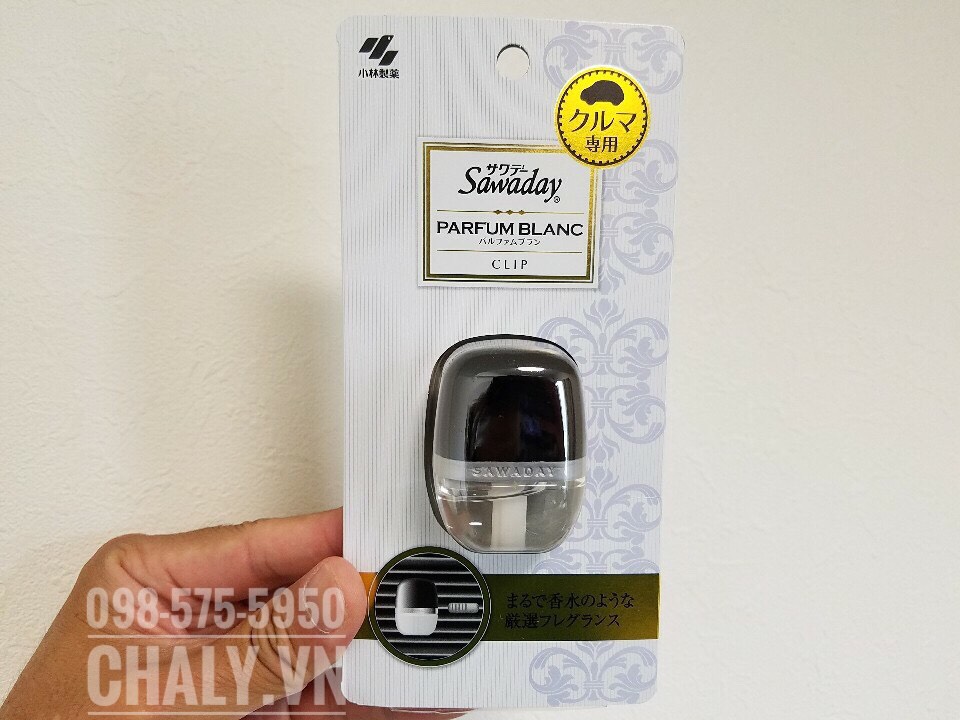 小林製薬
クルマ
専用
サワデー
Sawaday®
PARFUM BLANC
パルファムブラン
CLIP
SAWADAY
まるで香水のような
厳選フレグランス
098-575-5950
CHALY.VN